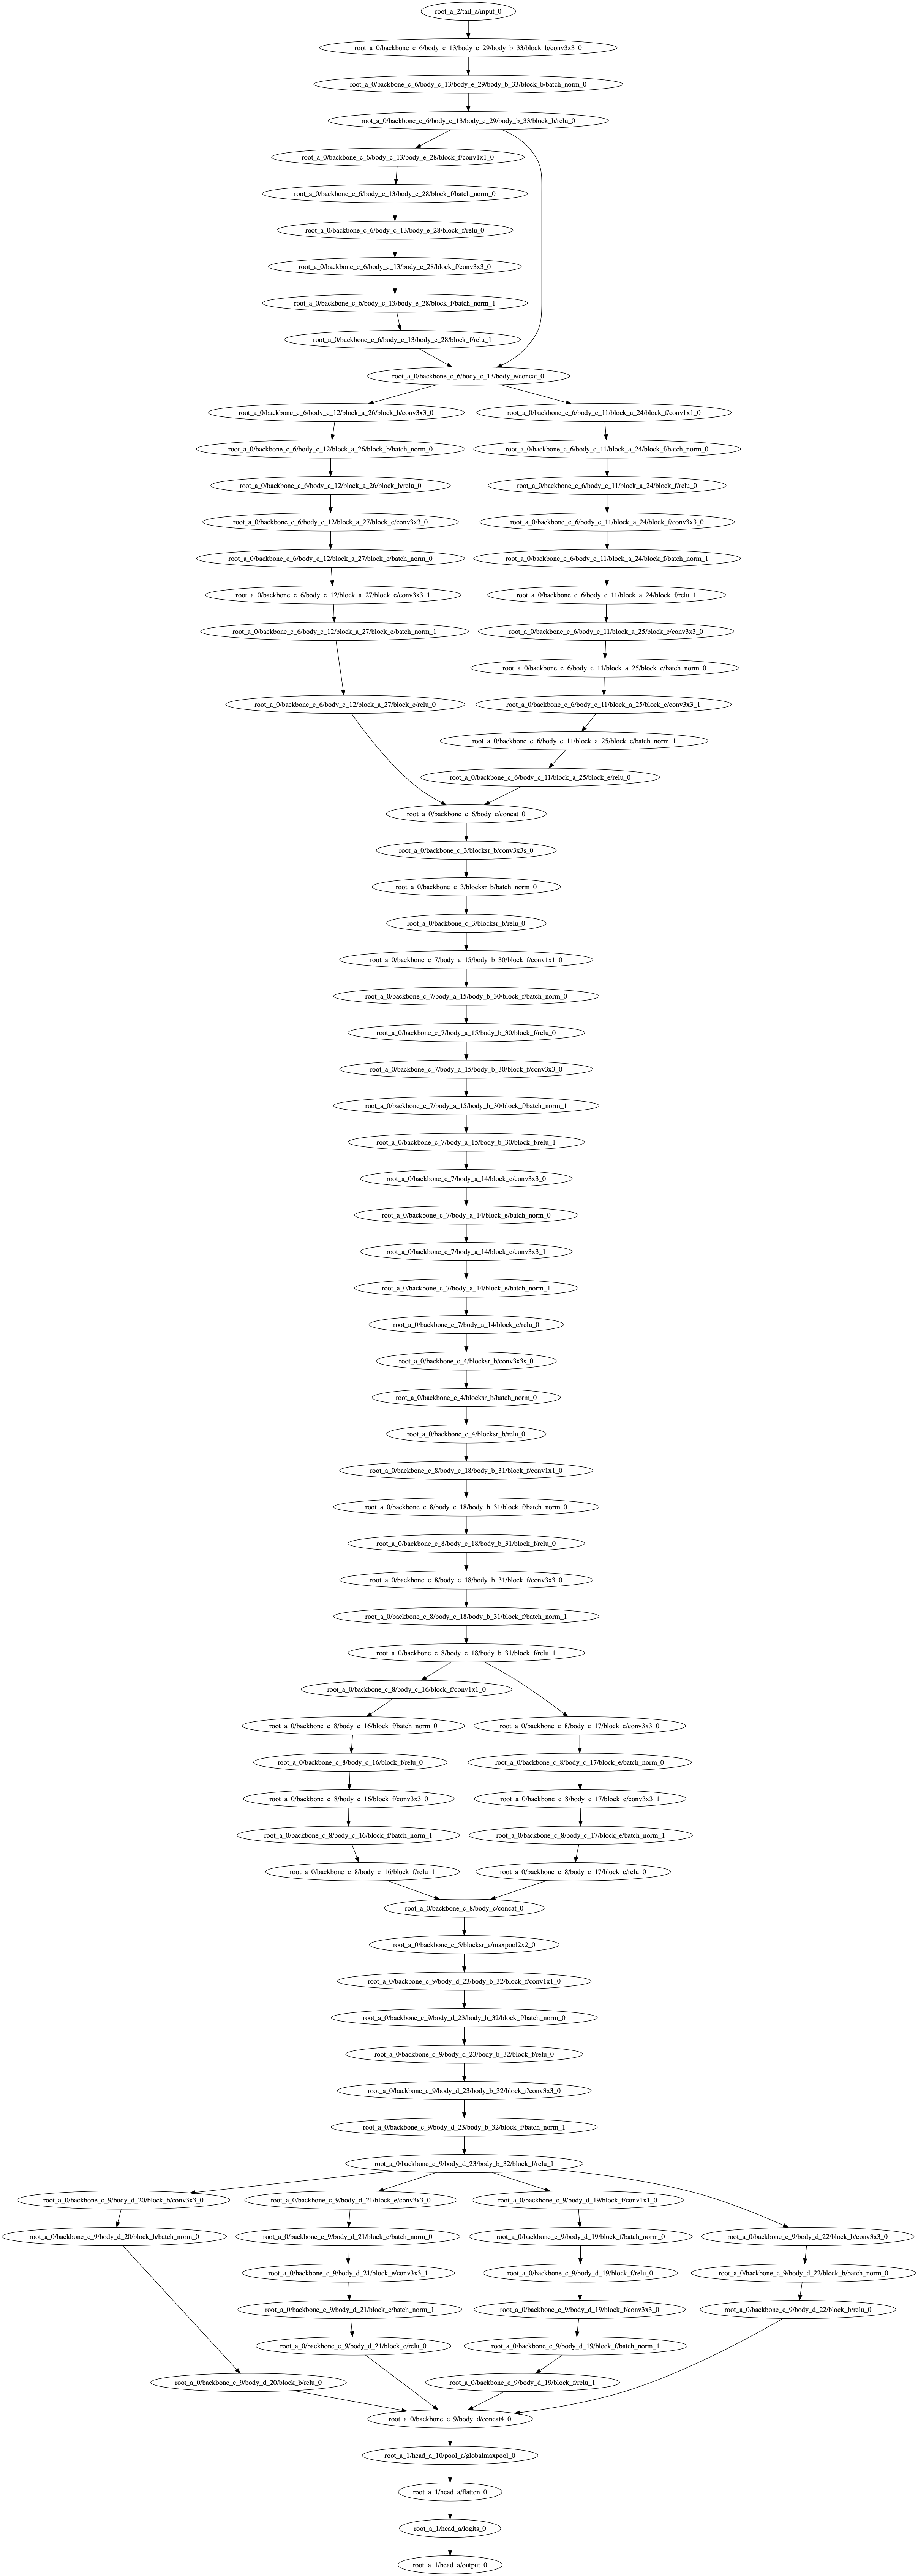 root_a_2/tail_a/input_0
root_a_0/backbone_c_6/body_c_13/body_e_29/body_b_33/block_b/conv3x3_0
root_a_0/backbone_c_6/body_c_13/body_e_29/body_b_33/block_b/batch_norm_0
root_a_0/backbone_c_6/body_c_13/body_e_29/body_b_33/block_b/relu_0
root_a_0/backbone_c_6/body_c_13/body_e_28/block_f/conv1x1_0
root_a_0/backbone_c_6/body_c_13/body_e_28/block_f/batch_norm_0
root_a_0/backbone_c_6/body_c_13/body_e_28/block_f/relu_0
root_a_0/backbone_c_6/body_c_13/body_e_28/block_f/conv3x3_0
root_a_0/backbone_c_6/body_c_13/body_e_28/block_f/batch_norm_1
root_a_0/backbone_c_6/body_c_13/body_e_28/block_f/relu_1
root_a_0/backbone_c_6/body_c_13/body_e/concat_0
root_a_0/backbone_c_6/body_c_12/block_a_26/block_b/conv3x3_0
root_a_0/backbone_c_6/body_c_11/block_a_24/block_f/conv1x1_0
root_a_0/backbone_c_6/body_c_12/block_a_26/block_b/batch_norm_0
root_a_0/backbone_c_6/body_c_11/block_a_24/block_f/batch_norm_0
root_a_0/backbone_c_6/body_c_12/block_a_26/block_b/relu_0
root_a_0/backbone_c_6/body_c_11/block_a_24/block_f/relu_0
root_a_0/backbone_c_6/body_c_12/block_a_27/block_e/conv3x3_0
root_a_0/backbone_c_6/body_c_11/block_a_24/block_f/conv3x3_0
root_a_0/backbone_c_6/body_c_12/block_a_27/block_e/batch_norm_0
root_a_0/backbone_c_6/body_c_11/block_a_24/block_f/batch_norm_1
root_a_0/backbone_c_6/body_c_12/block_a_27/block_e/conv3x3_1
root_a_0/backbone_c_6/body_c_11/block_a_24/block_f/relu_1
root_a_0/backbone_c_6/body_c_12/block_a_27/block_e/batch_norm_1
root_a_0/backbone_c_6/body_c_11/block_a_25/block_e/conv3x3_0
root_a_0/backbone_c_6/body_c_11/block_a_25/block_e/batch_norm_0
root_a_0/backbone_c_6/body_c_12/block_a_27/block_e/relu_0
root_a_0/backbone_c_6/body_c_11/block_a_25/block_e/conv3x3_1
root_a_0/backbone_c_6/body_c_11/block_a_25/block_e/batch_norm_1
root_a_0/backbone_c_6/body_c_11/block_a_25/block_e/relu_0
root_a_0/backbone_c_6/body_c/concat_0
root_a_0/backbone_c_3/blocksr_b/conv3x3s_0
root_a_0/backbone_c_3/blocksr_b/batch_norm_0
root_a_0/backbone_c_3/blocksr_b/relu_0
root_a_0/backbone_c_7/body_a_15/body_b_30/block_f/conv1x1_0
root_a_0/backbone_c_7/body_a_15/body_b_30/block_f/batch_norm_0
root_a_0/backbone_c_7/body_a_15/body_b_30/block_f/relu_0
root_a_0/backbone_c_7/body_a_15/body_b_30/block_f/conv3x3_0
root_a_0/backbone_c_7/body_a_15/body_b_30/block_f/batch_norm_1
root_a_0/backbone_c_7/body_a_15/body_b_30/block_f/relu_1
root_a_0/backbone_c_7/body_a_14/block_e/conv3x3_0
root_a_0/backbone_c_7/body_a_14/block_e/batch_norm_0
root_a_0/backbone_c_7/body_a_14/block_e/conv3x3_1
root_a_0/backbone_c_7/body_a_14/block_e/batch_norm_1
root_a_0/backbone_c_7/body_a_14/block_e/relu_0
root_a_0/backbone_c_4/blocksr_b/conv3x3s_0
root_a_0/backbone_c_4/blocksr_b/batch_norm_0
root_a_0/backbone_c_4/blocksr_b/relu_0
root_a_0/backbone_c_8/body_c_18/body_b_31/block_f/conv1x1_0
root_a_0/backbone_c_8/body_c_18/body_b_31/block_f/batch_norm_0
root_a_0/backbone_c_8/body_c_18/body_b_31/block_f/relu_0
root_a_0/backbone_c_8/body_c_18/body_b_31/block_f/conv3x3_0
root_a_0/backbone_c_8/body_c_18/body_b_31/block_f/batch_norm_1
root_a_0/backbone_c_8/body_c_18/body_b_31/block_f/relu_1
root_a_0/backbone_c_8/body_c_16/block_f/conv1x1_0
root_a_0/backbone_c_8/body_c_16/block_f/batch_norm_0
root_a_0/backbone_c_8/body_c_17/block_e/conv3x3_0
root_a_0/backbone_c_8/body_c_16/block_f/relu_0
root_a_0/backbone_c_8/body_c_17/block_e/batch_norm_0
root_a_0/backbone_c_8/body_c_16/block_f/conv3x3_0
root_a_0/backbone_c_8/body_c_17/block_e/conv3x3_1
root_a_0/backbone_c_8/body_c_16/block_f/batch_norm_1
root_a_0/backbone_c_8/body_c_17/block_e/batch_norm_1
root_a_0/backbone_c_8/body_c_16/block_f/relu_1
root_a_0/backbone_c_8/body_c_17/block_e/relu_0
root_a_0/backbone_c_8/body_c/concat_0
root_a_0/backbone_c_5/blocksr_a/maxpool2x2_0
root_a_0/backbone_c_9/body_d_23/body_b_32/block_f/conv1x1_0
root_a_0/backbone_c_9/body_d_23/body_b_32/block_f/batch_norm_0
root_a_0/backbone_c_9/body_d_23/body_b_32/block_f/relu_0
root_a_0/backbone_c_9/body_d_23/body_b_32/block_f/conv3x3_0
root_a_0/backbone_c_9/body_d_23/body_b_32/block_f/batch_norm_1
root_a_0/backbone_c_9/body_d_23/body_b_32/block_f/relu_1
root_a_0/backbone_c_9/body_d_20/block_b/conv3x3_0
root_a_0/backbone_c_9/body_d_21/block_e/conv3x3_0
root_a_0/backbone_c_9/body_d_19/block_f/conv1x1_0
root_a_0/backbone_c_9/body_d_20/block_b/batch_norm_0
root_a_0/backbone_c_9/body_d_21/block_e/batch_norm_0
root_a_0/backbone_c_9/body_d_19/block_f/batch_norm_0
root_a_0/backbone_c_9/body_d_22/block_b/conv3x3_0
root_a_0/backbone_c_9/body_d_21/block_e/conv3x3_1
root_a_0/backbone_c_9/body_d_19/block_f/relu_0
root_a_0/backbone_c_9/body_d_22/block_b/batch_norm_0
root_a_0/backbone_c_9/body_d_21/block_e/batch_norm_1
root_a_0/backbone_c_9/body_d_19/block_f/conv3x3_0
root_a_0/backbone_c_9/body_d_22/block_b/relu_0
root_a_0/backbone_c_9/body_d_21/block_e/relu_0
root_a_0/backbone_c_9/body_d_19/block_f/batch_norm_1
root_a_0/backbone_c_9/body_d_20/block_b/relu_0
root_a_0/backbone_c_9/body_d_19/block_f/relu_1
root_a_0/backbone_c_9/body_d/concat4_0
root_a_1/head_a_10/pool_a/globalmaxpool_0
root_a_1/head_a/flatten_0
root_a_1/head_a/logits_0
root_a_1/head_a/output_0